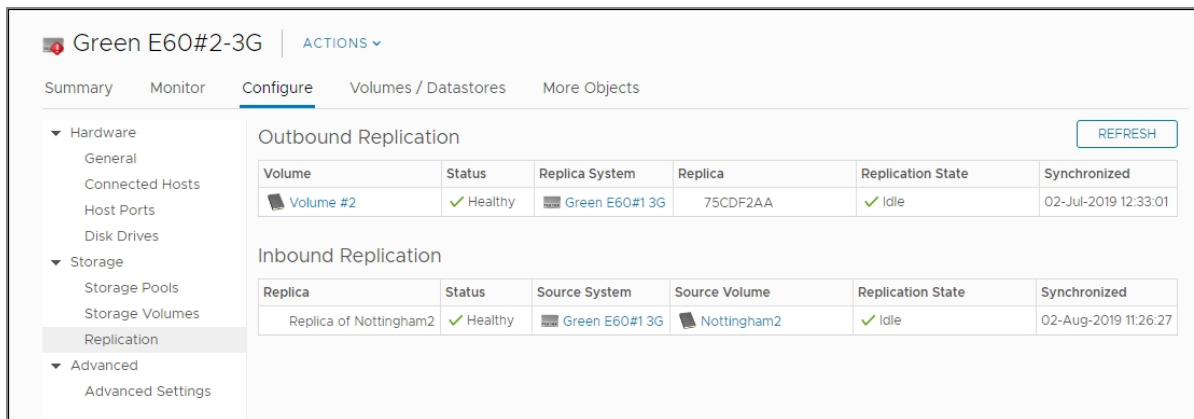 Green E60#2-3G ACTIONS
Summary Monitor Configure Volumes / Datastores More Objects
Hardware
General
Connected Hosts
Host Ports
Disk Drives
Storage
Storage Pools
Storage Volumes
Replication
Advanced
Advanced Settings
Outbound Replication REFRESH
Volume Status Replica System Replica Replication State Synchronized
Volume #2 Healthy Green E60#1 3G 75CDF2AA Idle 02-Jul-2019 12:33:01
Inbound Replication
Replica Status Source System Source Volume Replication State Synchronized
Replica of Nottingham2 Healthy Green E60#1 3G Nottingham2 Idle 02-Aug-2019 11:26:27